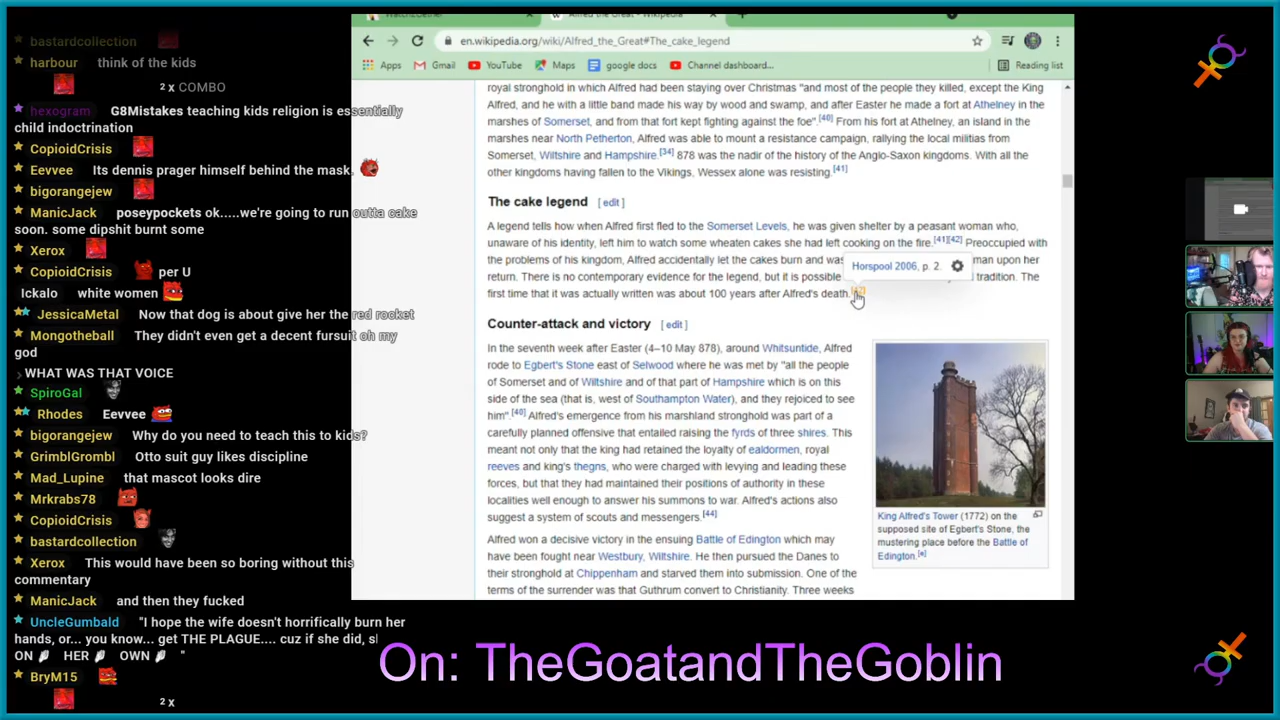 bastardcollection
harbour think of the kids
2 x COMBO
hexogram G8Mistakes teaching kids religion is essentially
child indoctrination
CopioidCrisis
Eevvee Its dennis prager himself behind the mask.
bigorangejew
ManicJack poseypockets ok.....we're going to run outta cake
soon. some dipshit burnt some
Xerox
CopioidCrisis per U
Ickalo white women
JessicaMetal Now that dog is about give her the red rocket
Mongotheball They didn't even get a decent fursuit oh my
god
WHAT WAS THAT VOICE
SpiroGal
Rhodes Eevvee
bigorangejew Why do you need to teach this to kids?
GrimblGrombl Otto suit guy likes discipline
Mad_Lupine that mascot looks dire
Mrkrabs78
CopioidCrisis
bastardcollection
Xerox This would have been so boring without this
commentary
ManicJack and then they fucked
UncleGumbald "I hope the wife doesn't horrifically burn her
hands, or... you know... get THE PLAGUE.... cuz if she did,
ON HER OWN "
BryM15
2 x
Alfred the Great - Wikipedia
en.wikipedia.org/wiki/Alfred_the_Great#The_cake_legend
Apps Gmail YouTube Maps google docs Channel dashboard... Reading list
royal stronghold in which Alfred had been staying over Christmas "and most of the people they killed, except the King
Alfred, and he with a little band made his way by wood and swamp, and after Easter he made a fort at Athelney in the
marshes of Somerset, and from that fort kept fighting against the foe".[40] From his fort at Athelney, an island in the
marshes near North Petherton, Alfred was able to mount a resistance campaign, rallying the local militias from
Somerset, Wiltshire and Hampshire.[34] 878 was the nadir of the history of the Anglo-Saxon kingdoms. With all the
other kingdoms having fallen to the Vikings, Wessex alone was resisting.[41]
The cake legend [ edit ]
A legend tells how when Alfred first fled to the Somerset Levels, he was given shelter by a peasant woman who,
unaware of his identity, left him to watch some wheaten cakes she had left cooking on the fire.[41][42] Preoccupied with
the problems of his kingdom, Alfred accidentally let the cakes burn and was man upon her
Horspool 2006, p. 2.
return. There is no contemporary evidence for the legend, but it is possible tradition. The
first time that it was actually written was about 100 years after Alfred's death.
Counter-attack and victory [ edit ]
In the seventh week after Easter (4–10 May 878), around Whitsuntide, Alfred
rode to Egbert's Stone east of Selwood where he was met by "all the people
of Somerset and of Wiltshire and of that part of Hampshire which is on this
side of the sea (that is, west of Southampton Water), and they rejoiced to see
him".[40] Alfred's emergence from his marshland stronghold was part of a
carefully planned offensive that entailed raising the fyrds of three shires. This
meant not only that the king had retained the loyalty of ealdormen, royal
reeves and king's thegns, who were charged with levying and leading these
forces, but that they had maintained their positions of authority in these
localities well enough to answer his summons to war. Alfred's actions also
suggest a system of scouts and messengers.[44]
Alfred won a decisive victory in the ensuing Battle of Edington which may
have been fought near Westbury, Wiltshire. He then pursued the Danes to
their stronghold at Chippenham and starved them into submission. One of the
terms of the surrender was that Guthrum convert to Christianity. Three weeks
King Alfred's Tower (1772) on the
supposed site of Egbert's Stone, the
mustering place before the Battle of
Edington.[e]
On: TheGoatandTheGoblin